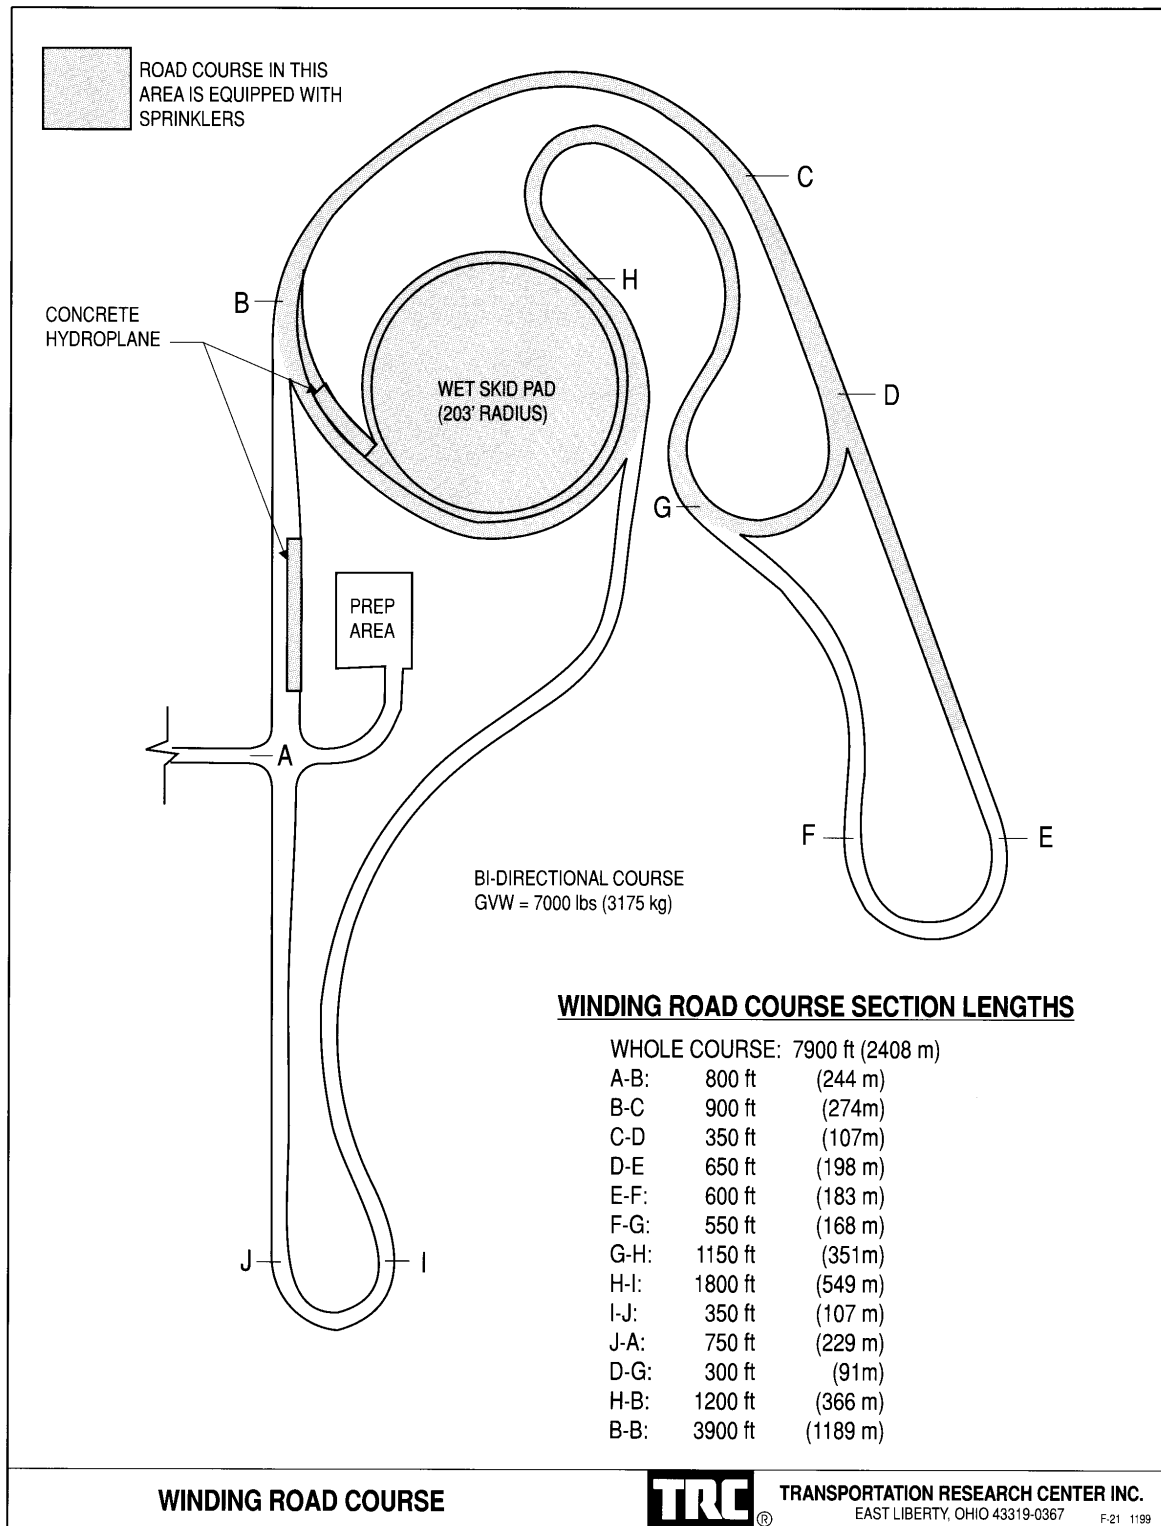 ROAD COURSE IN THIS
AREA IS EQUIPPED WITH
SPRINKLERS
C
H
B
CONCRETE
HYDROPLANE
WET SKID PAD
(203' RADIUS)
D
G
PREP
AREA
A
F
E
BI-DIRECTIONAL COURSE
GVW = 7000 lbs (3175 kg)
WINDING ROAD COURSE SECTION LENGTHS
WHOLE COURSE: 7900 ft (2408 m)
A-B: 800 ft (244 m)
B-C 900 ft (274m)
C-D 350 ft (107m)
D-E 650 ft (198 m)
E-F: 600 ft (183 m)
F-G: 550 ft (168 m)
G-H: 1150 ft (351m)
H-I: 1800 ft (549 m)
I-J: 350 ft (107 m)
J-A: 750 ft (229 m)
D-G: 300 ft (91m)
H-B: 1200 ft (366 m)
B-B: 3900 ft (1189 m)
J
I
WINDING ROAD COURSE
TRC ®
TRANSPORTATION RESEARCH CENTER INC.
EAST LIBERTY, OHIO 43319-0367 F-21 1199